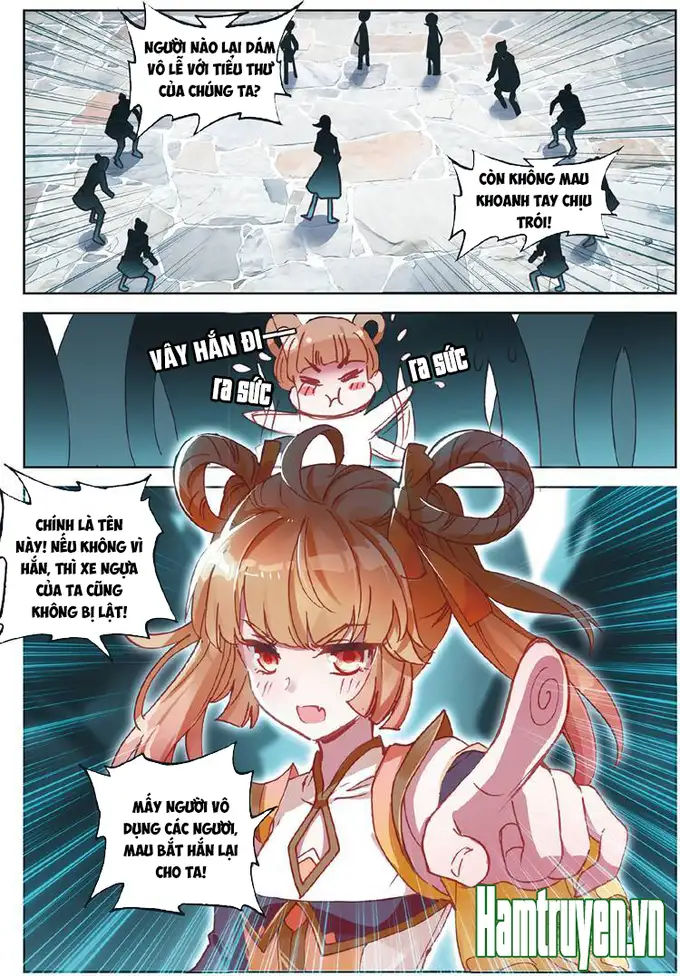 NGƯỜI NÀO LẠI DÁM
VÔ LỄ VỚI TIỂU THƯ
CỦA CHÚNG TA?
CÒN KHÔNG MAU
KHOANH TAY CHỊU
TRÓI!
VÂY HẮN ĐI
RA SỨC
RA SỨC
CHÍNH LÀ TÊN
NÀY! NẾU KHÔNG VÌ
HẮN, THÌ XE NGỰA
CỦA TA CŨNG
KHÔNG BỊ LẬT!
MẤY NGƯỜI VÔ
DỤNG CÁC NGƯƠI,
MAU BẮT HẮN LẠI
CHO TA!
Hamtruyen.vn